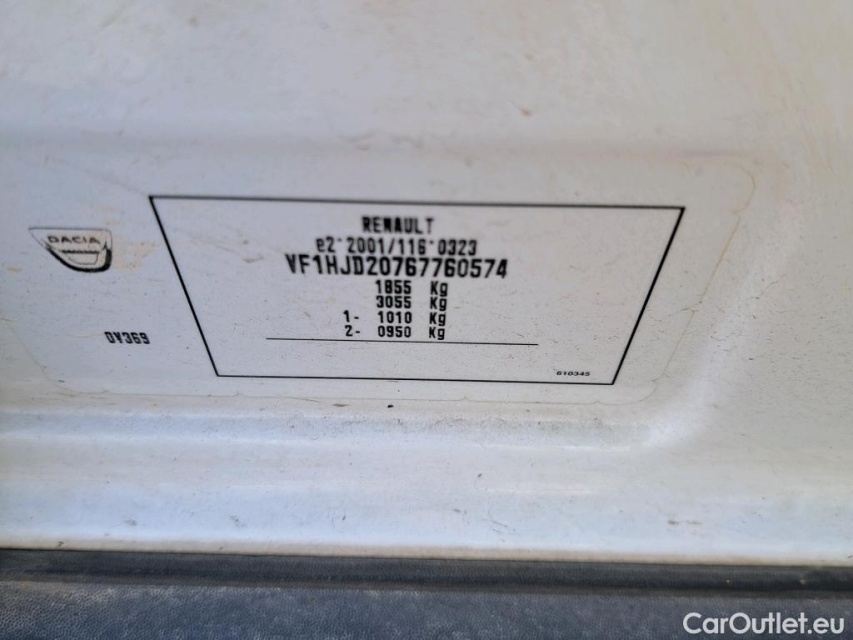 DACIA
RENAULT
e2*2001/116*0323
VF1HJD20767760574
1855 Kg
3055 Kg
1- 1010 Kg
2- 0950 Kg
0V369
610345
CarOutlet.eu